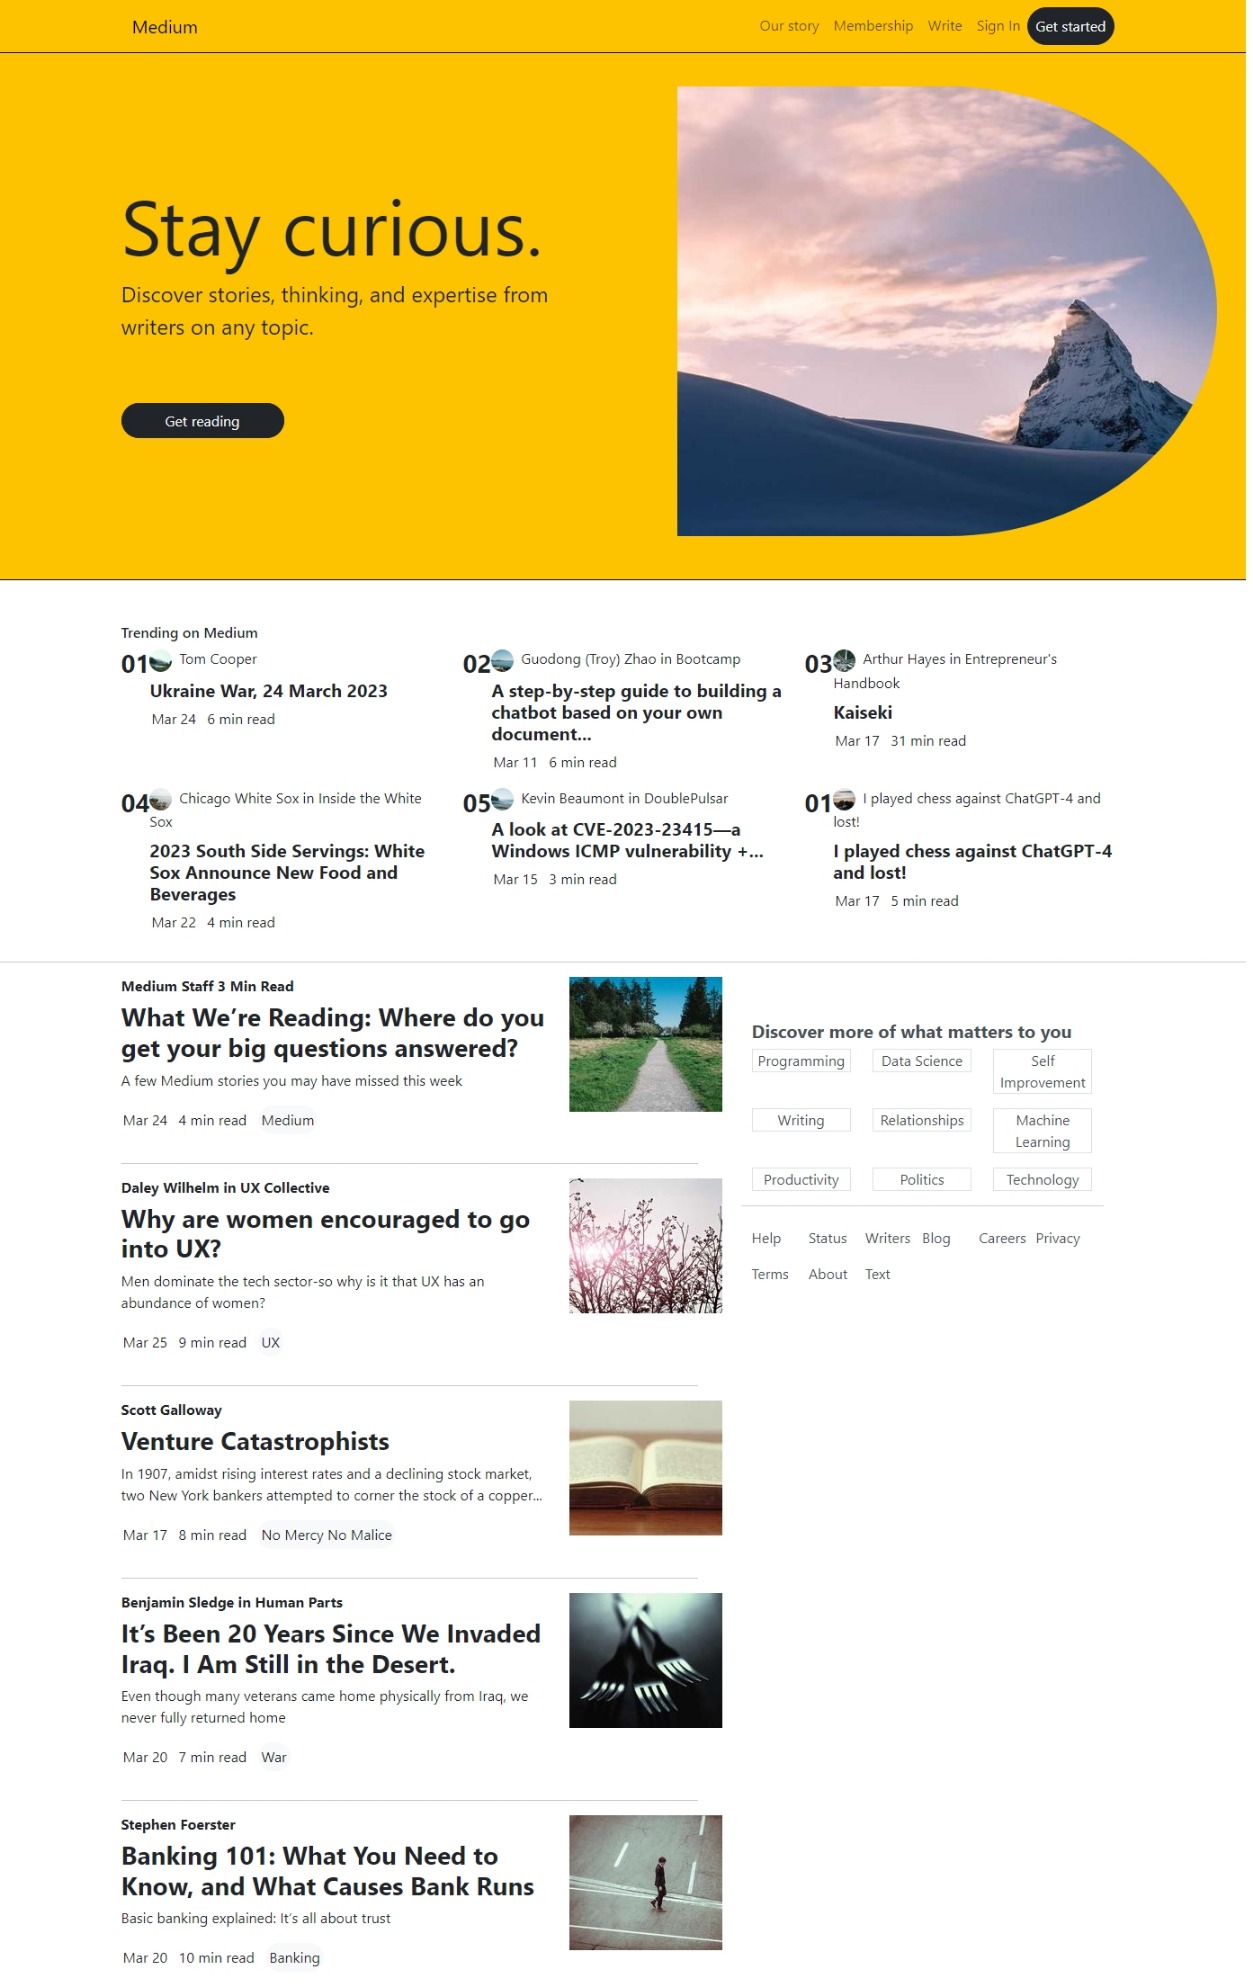 Medium
Our story Membership Write Sign In Get started
Stay curious.
Discover stories, thinking, and expertise from
writers on any topic.
Get reading
Trending on Medium
01 Tom Cooper
Ukraine War, 24 March 2023
Mar 24 6 min read
02 Guodong (Troy) Zhao in Bootcamp
A step-by-step guide to building a
chatbot based on your own
document...
Mar 11 6 min read
03 Arthur Hayes in Entrepreneur's
Handbook
Kaiseki
Mar 17 31 min read
04 Chicago White Sox in Inside the White
Sox
2023 South Side Servings: White
Sox Announce New Food and
Beverages
Mar 22 4 min read
05 Kevin Beaumont in DoublePulsar
A look at CVE-2023-23415—a
Windows ICMP vulnerability +...
Mar 15 3 min read
01 I played chess against ChatGPT-4 and
lost!
I played chess against ChatGPT-4
and lost!
Mar 17 5 min read
Medium Staff 3 Min Read
What We’re Reading: Where do you
get your big questions answered?
A few Medium stories you may have missed this week
Mar 24 4 min read Medium
Daley Wilhelm in UX Collective
Why are women encouraged to go
into UX?
Men dominate the tech sector-so why is it that UX has an
abundance of women?
Mar 25 9 min read UX
Scott Galloway
Venture Catastrophists
In 1907, amidst rising interest rates and a declining stock market,
two New York bankers attempted to corner the stock of a copper...
Mar 17 8 min read No Mercy No Malice
Benjamin Sledge in Human Parts
It’s Been 20 Years Since We Invaded
Iraq. I Am Still in the Desert.
Even though many veterans came home physically from Iraq, we
never fully returned home
Mar 20 7 min read War
Stephen Foerster
Banking 101: What You Need to
Know, and What Causes Bank Runs
Basic banking explained: It’s all about trust
Mar 20 10 min read Banking
Discover more of what matters to you
Programming Data Science Self
Improvement
Writing Relationships Machine
Learning
Productivity Politics Technology
Help Status Writers Blog Careers Privacy
Terms About Text